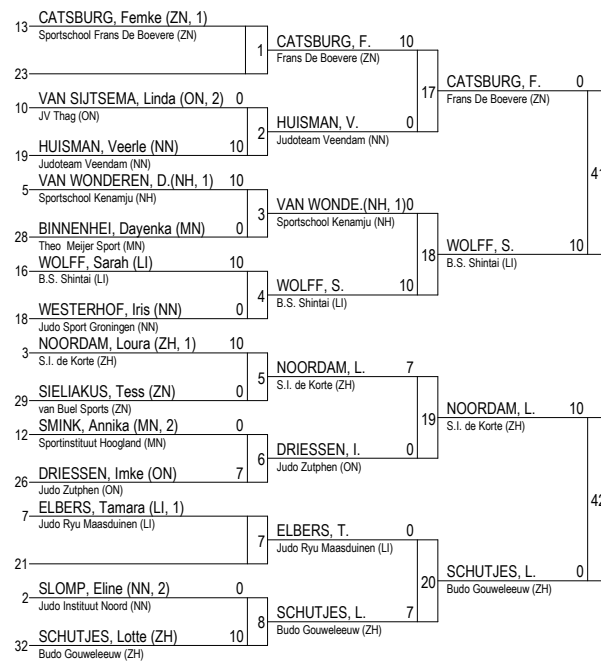 13 CATSBURG, Femke (ZN, 1)
Sportschool Frans De Boevere (ZN)
1
23
CATSBURG, F. 10
Frans De Boevere (ZN)
17
10 VAN SIJTSEMA, Linda (ON, 2) 0
JV Thag (ON)
2
19 HUISMAN, Veerle (NN) 10
Judoteam Veendam (NN)
HUISMAN, V. 0
Judoteam Veendam (NN)
CATSBURG, F. 0
Frans De Boevere (ZN)
41
5 VAN WONDEREN, D.(NH, 1) 10
Sportschool Kenamju (NH)
3
28 BINNENHEI, Dayenka (MN) 0
Theo Meijer Sport (MN)
VAN WONDE.(NH, 1)0
Sportschool Kenamju (NH)
18
16 WOLFF, Sarah (LI) 10
B.S. Shintai (LI)
4
18 WESTERHOF, Iris (NN) 0
Judo Sport Groningen (NN)
WOLFF, S. 10
B.S. Shintai (LI)
WOLFF, S. 10
B.S. Shintai (LI)
3 NOORDAM, Loura (ZH, 1) 10
S.I. de Korte (ZH)
5
29 SIELIAKUS, Tess (ZN) 0
van Buel Sports (ZN)
NOORDAM, L. 7
S.I. de Korte (ZH)
19
12 SMINK, Annika (MN, 2) 0
Sportinstituut Hoogland (MN)
6
26 DRIESSEN, Imke (ON) 7
Judo Zutphen (ON)
DRIESSEN, I. 0
Judo Zutphen (ON)
NOORDAM, L. 10
S.I. de Korte (ZH)
42
7 ELBERS, Tamara (LI, 1)
Judo Ryu Maasduinen (LI)
7
21
ELBERS, T. 0
Judo Ryu Maasduinen (LI)
20
2 SLOMP, Eline (NN, 2) 0
Judo Instituut Noord (NN)
8
32 SCHUTJES, Lotte (ZH) 10
Budo Gouweleeuw (ZH)
SCHUTJES, L. 7
Budo Gouweleeuw (ZH)
SCHUTJES, L. 0
Budo Gouweleeuw (ZH)